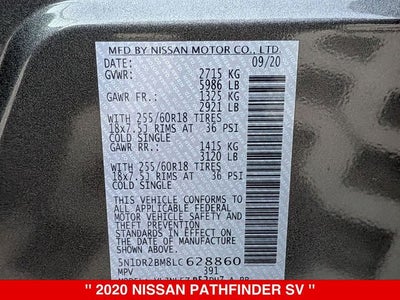 MFD BY NISSAN MOTOR CO., LTD.
09/20
GVWR: 2715 KG
5986 LB
GAWR FR.: 1325 KG
2921 LB
WITH 255/60R18 TIRES
18x7.5J RIMS AT 36 PSI
COLD SINGLE
GAWR RR.: 1415 KG
3120 LB
WITH 255/60R18 TIRES
18x7.5J RIMS AT 36 PSI
COLD SINGLE
THIS VEHICLE CONFORMS TO
ALL APPLICABLE FEDERAL
MOTOR VEHICLE SAFETY AND
THEFT PREVENTION STANDARDS
IN EFFECT ON THE DATE OF
MANUFACTURE SHOWN ABOVE.
5N1DR2BM8LC628860
MPV 391
" 2020 NISSAN PATHFINDER SV "